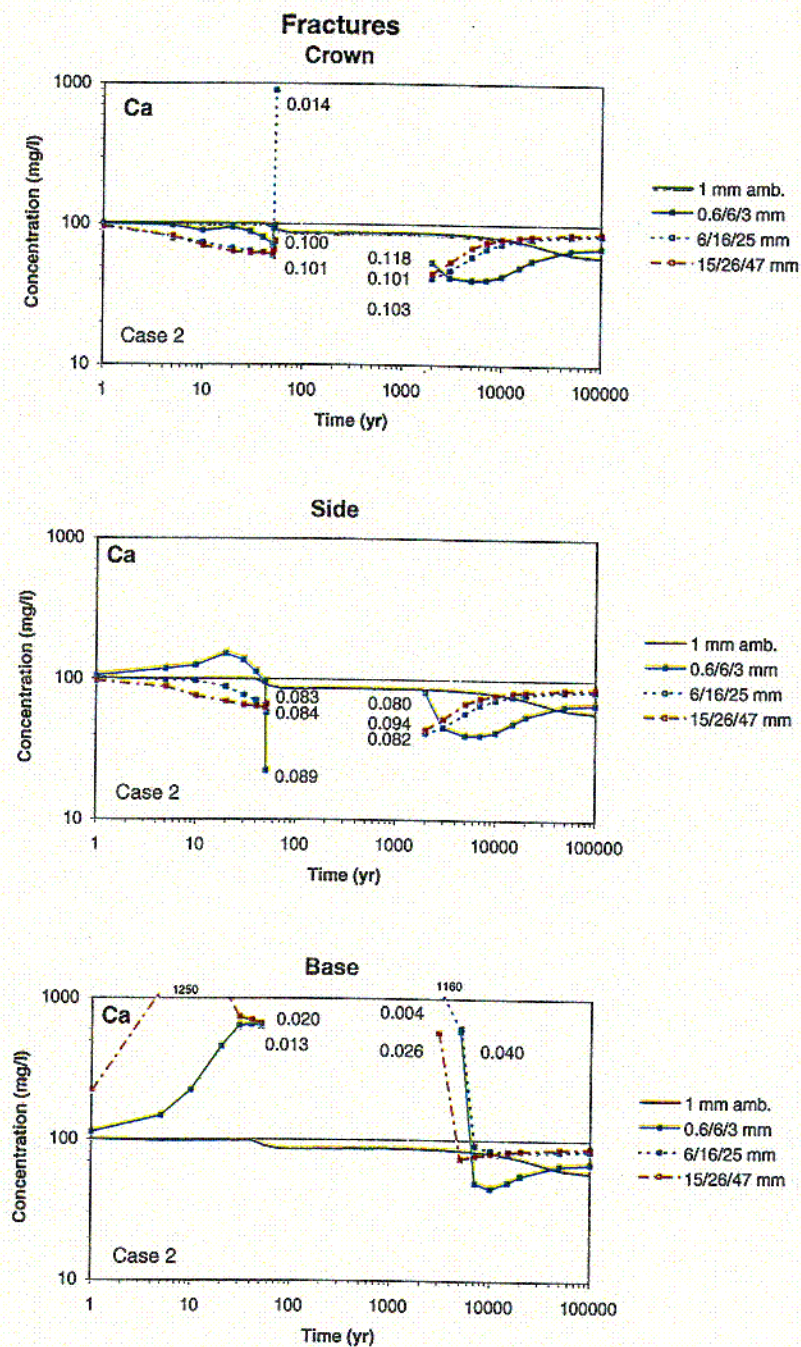 Fractures
Crown
1000
Ca
0.014
Concentration (mg/l)
100
0.100
0.101
0.118
0.101
0.103
Case 2
10
1 10 100 1000 10000 100000
Time (yr)
1 mm amb.
0.6/6/3 mm
6/16/25 mm
15/26/47 mm
Side
1000
Ca
Concentration (mg/l)
100
0.083
0.084
0.089
0.080
0.094
0.082
Case 2
10
1 10 100 1000 10000 100000
Time (yr)
1 mm amb.
0.6/6/3 mm
6/16/25 mm
15/26/47 mm
Base
1000
Ca
1250
1160
0.020
0.013
0.004
0.026
0.040
Concentration (mg/l)
100
Case 2
10
1 10 100 1000 10000 100000
Time (yr)
1 mm amb.
0.6/6/3 mm
6/16/25 mm
15/26/47 mm